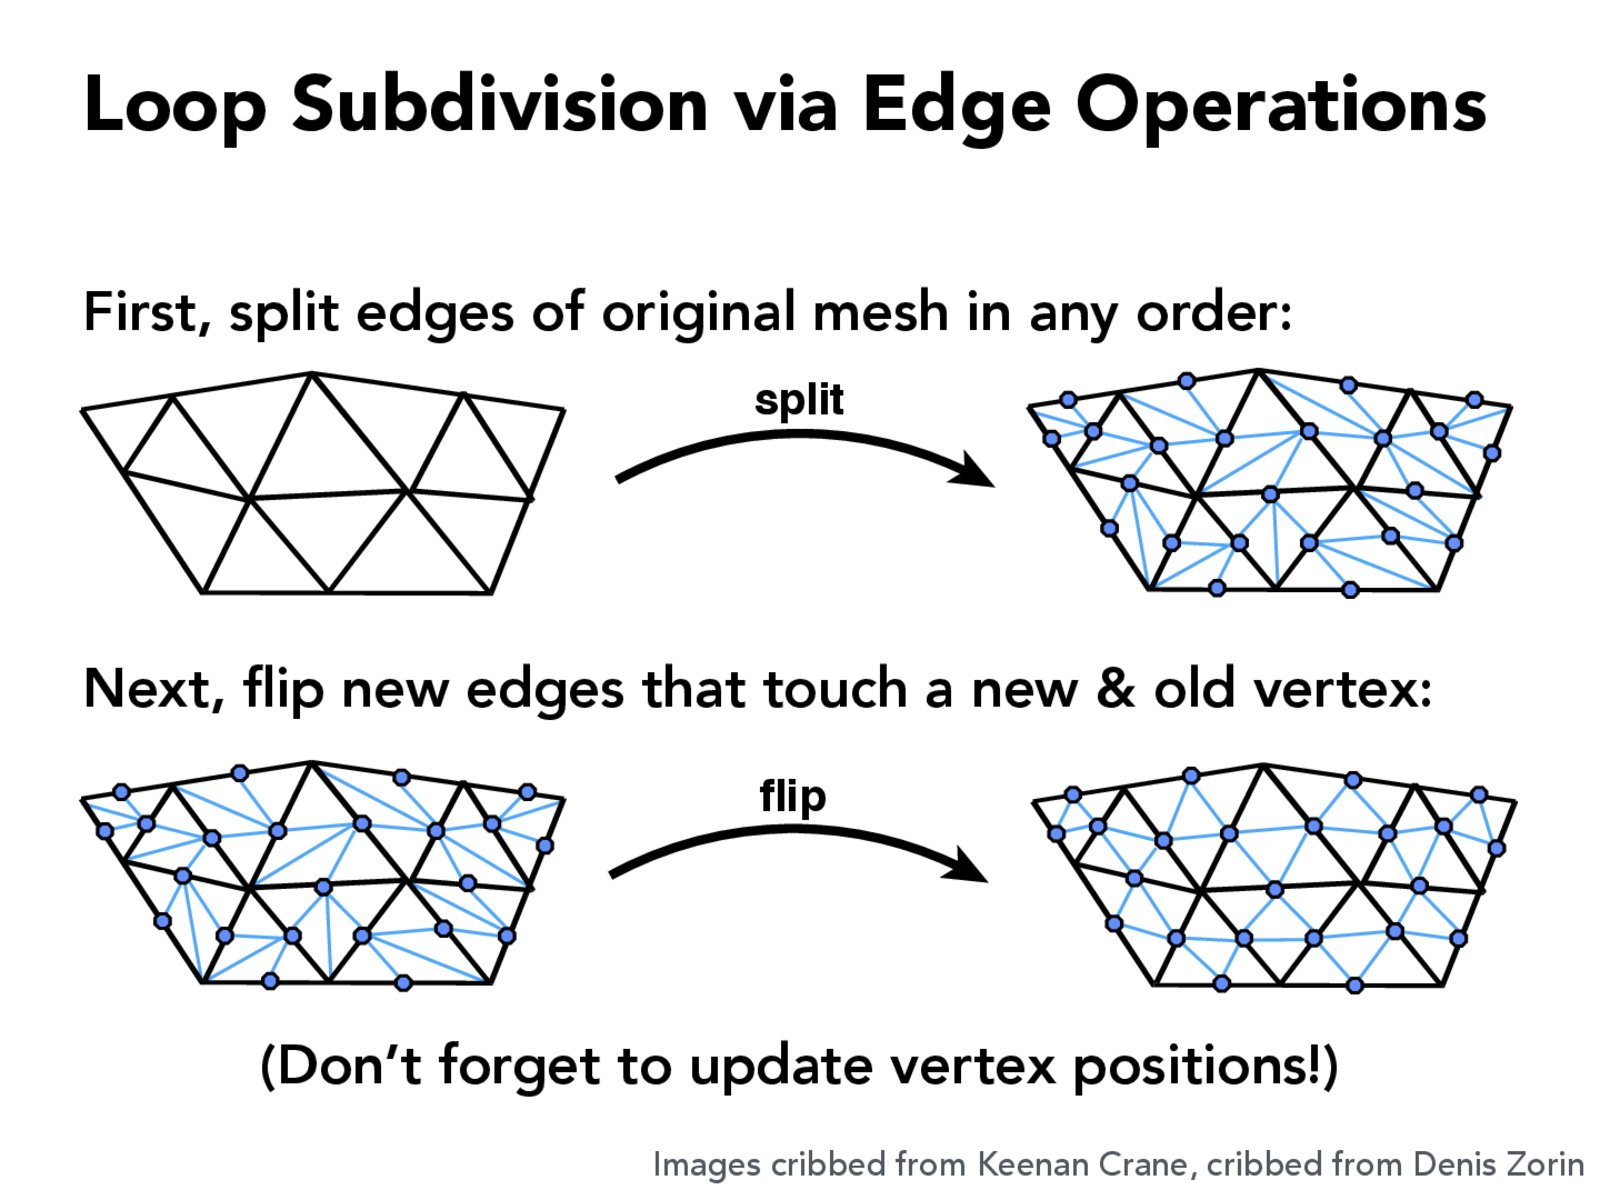 Loop Subdivision via Edge Operations
First, split edges of original mesh in any order:
split
Next, flip new edges that touch a new & old vertex:
flip
(Don’t forget to update vertex positions!)
Images cribbed from Keenan Crane, cribbed from Denis Zorin